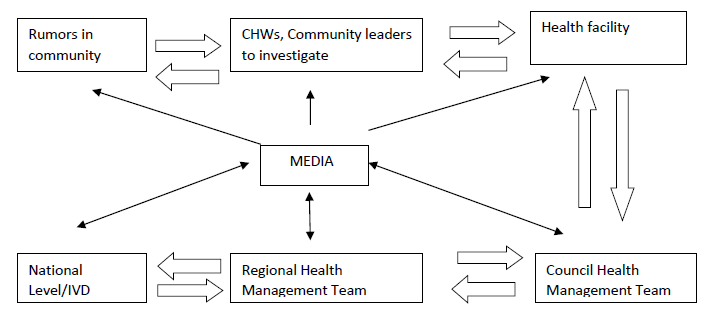 Rumors in
community
CHWs, Community leaders
to investigate
Health facility
MEDIA
National
Level/IVD
Regional Health
Management Team
Council Health
Management Team